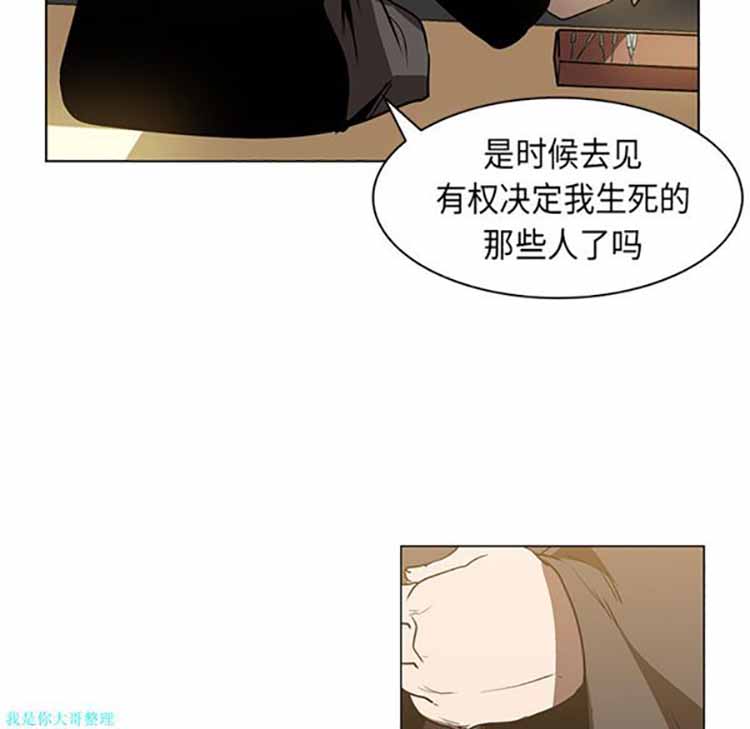 是时候去见
有权决定我生死的
那些人了吗
我是你大哥整理